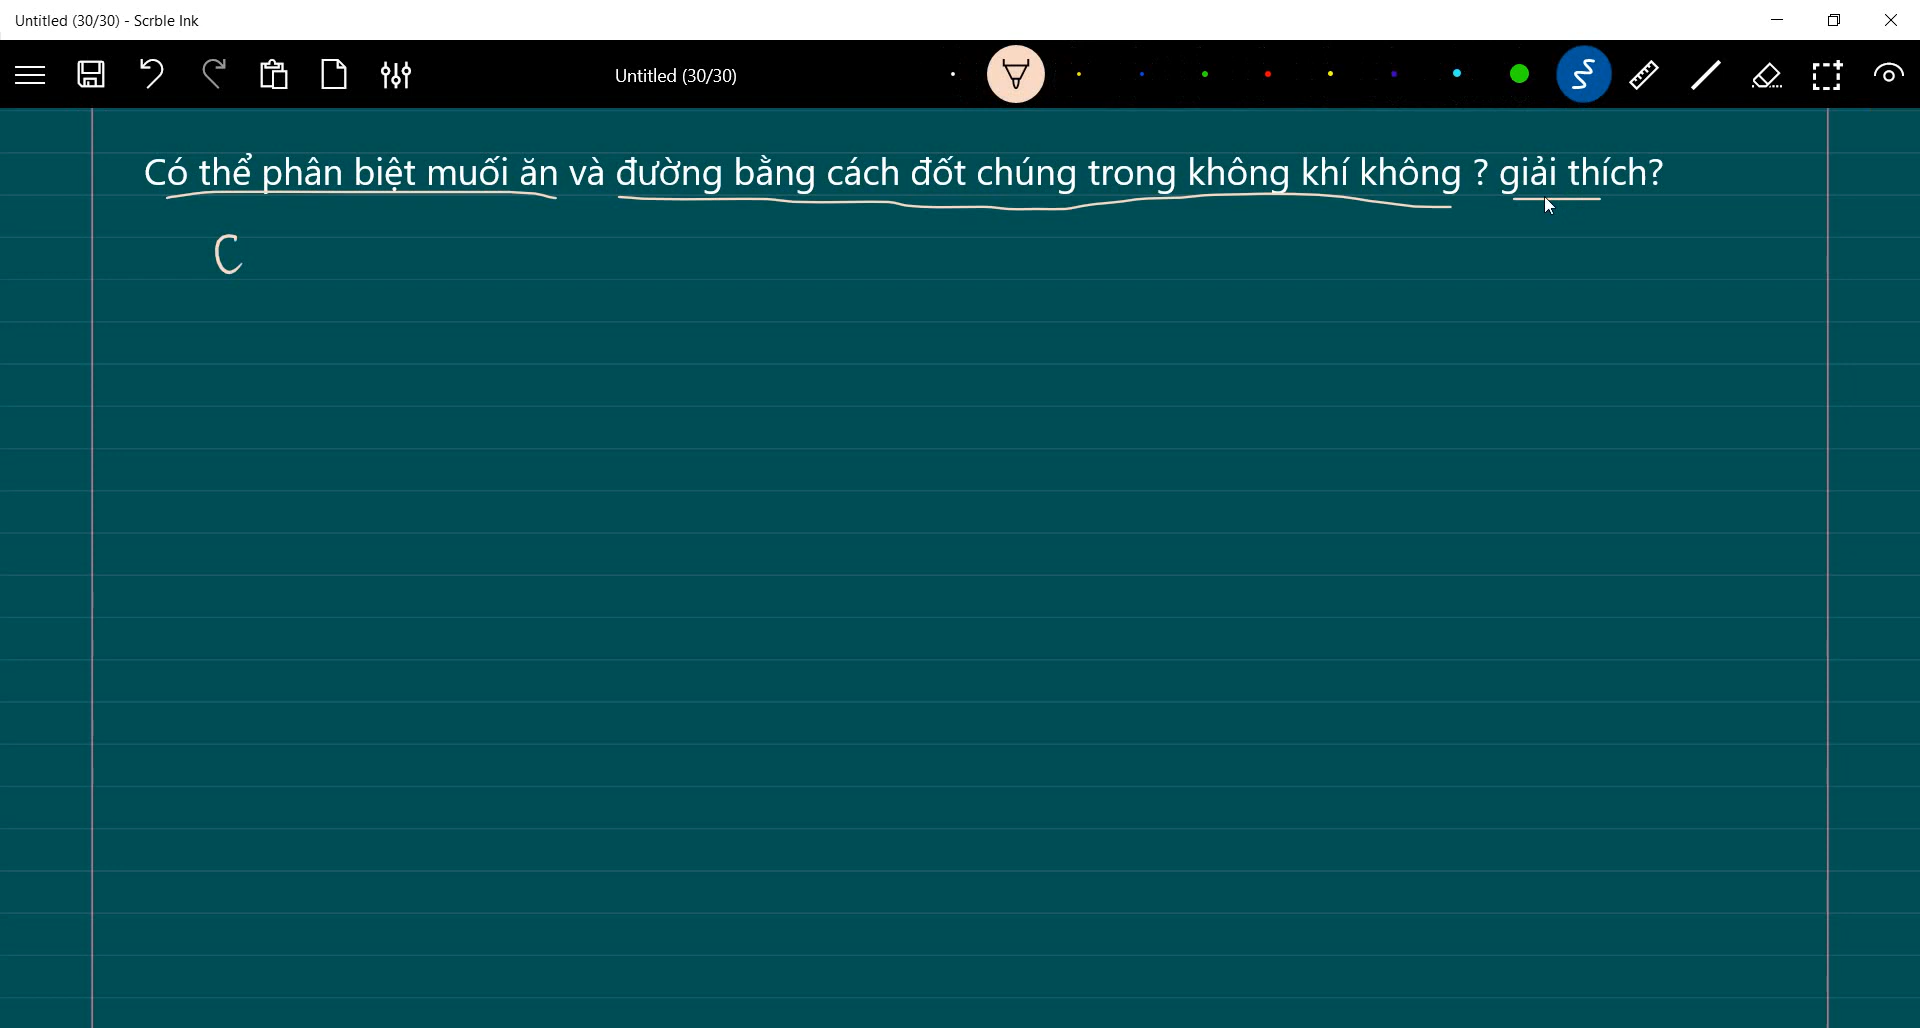 Untitled (30/30) - Scrble Ink
Untitled (30/30)
Có thể phân biệt muối ăn và đường bằng cách đốt chúng trong không khí không ? giải thích?
C